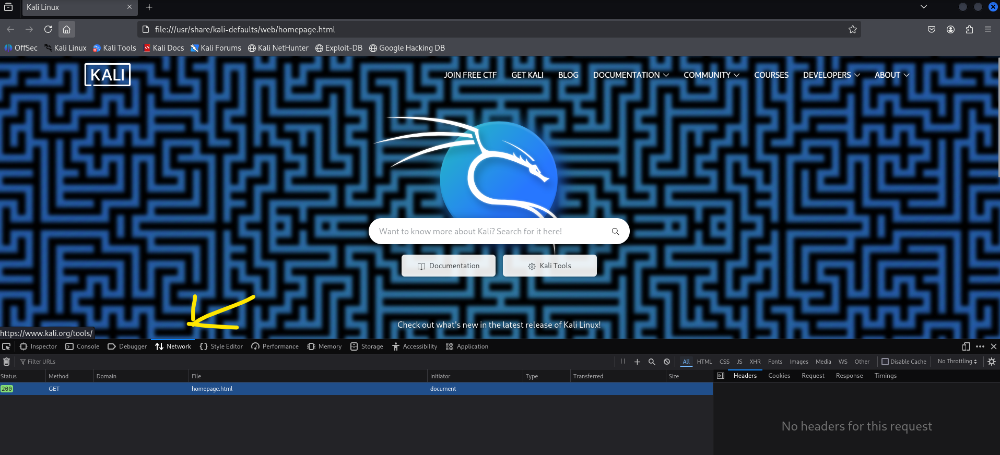 Kali Linux
file:///usr/share/kali-defaults/web/homepage.html
OffSec Kali Linux Kali Tools Kali Docs Kali Forums Kali NetHunter Exploit-DB Google Hacking DB
KALI JOIN FREE CTF GET KALI BLOG DOCUMENTATION COMMUNITY COURSES DEVELOPERS ABOUT
Want to know more about Kali? Search for it here!
Documentation Kali Tools
Check out what's new in the latest release of Kali Linux!
https://www.kali.org/tools/
Inspector Console Debugger Network Style Editor Performance Memory Storage Accessibility Application
Filter URLs All HTML CSS JS XHR Fonts Images Media WS Other Disable Cache No Throttling
Status Method Domain File Initiator Type Transferred Size Headers Cookies Request Response Timings
200 GET homepage.html document
No headers for this request